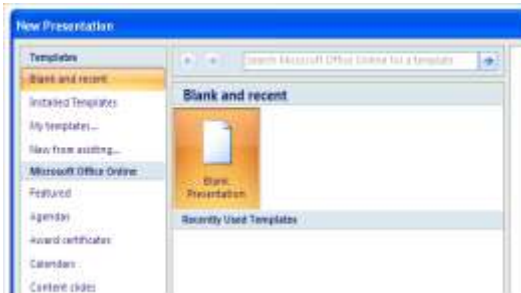 New Presentation
Templates
Blank and recent
Installed Templates
My templates...
New from existing...
Microsoft Office Online
Featured
Agendas
Award certificates
Calendars
Content slides
Search Microsoft Office Online for a template
Blank and recent
Blank
Presentation
Recently Used Templates